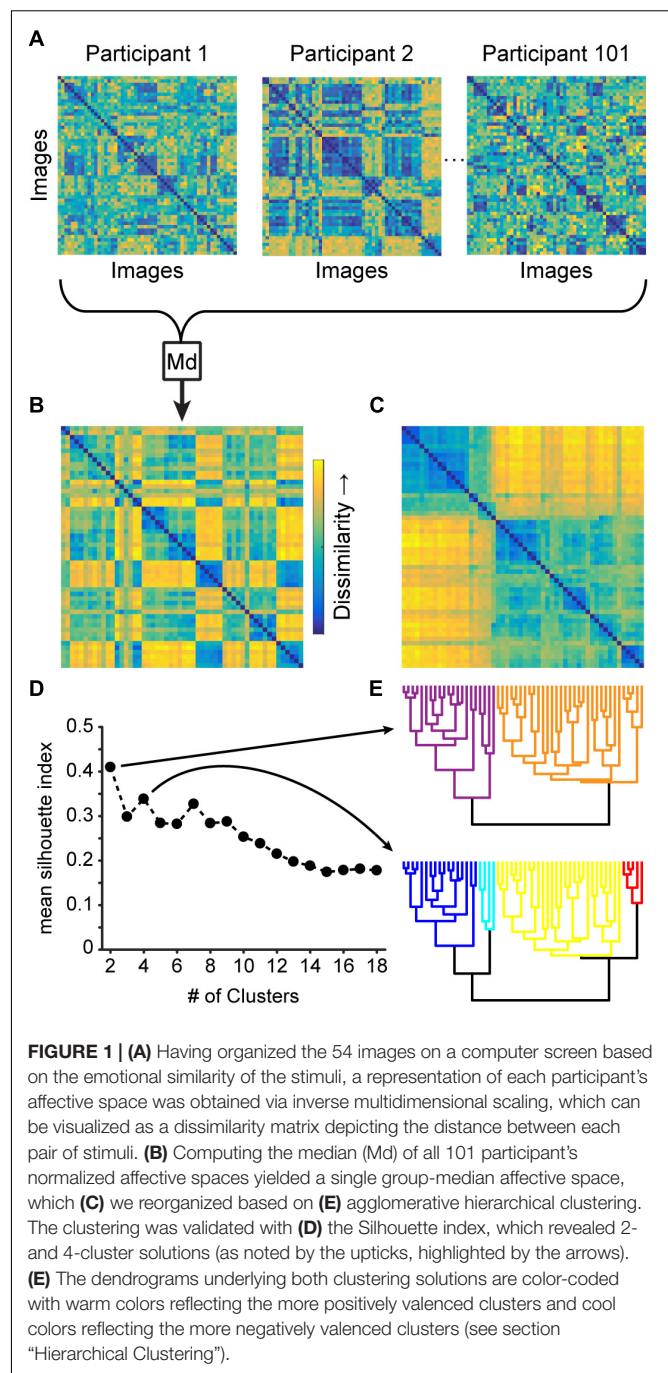 A
Participant 1 Participant 2 Participant 101
Images
...
Images Images Images
Md
B C
Dissimilarity →
D E
mean silhouette index
0.5
0.4
0.3
0.2
0.1
0
2 4 6 8 10 12 14 16 18
# of Clusters
FIGURE 1 | (A) Having organized the 54 images on a computer screen based
on the emotional similarity of the stimuli, a representation of each participant's
affective space was obtained via inverse multidimensional scaling, which can
be visualized as a dissimilarity matrix depicting the distance between each
pair of stimuli. (B) Computing the median (Md) of all 101 participant's
normalized affective spaces yielded a single group-median affective space,
which (C) we reorganized based on (E) agglomerative hierarchical clustering.
The clustering was validated with (D) the Silhouette index, which revealed 2-
and 4-cluster solutions (as noted by the upticks, highlighted by the arrows).
(E) The dendrograms underlying both clustering solutions are color-coded
with warm colors reflecting the more positively valenced clusters and cool
colors reflecting the more negatively valenced clusters (see section
"Hierarchical Clustering").